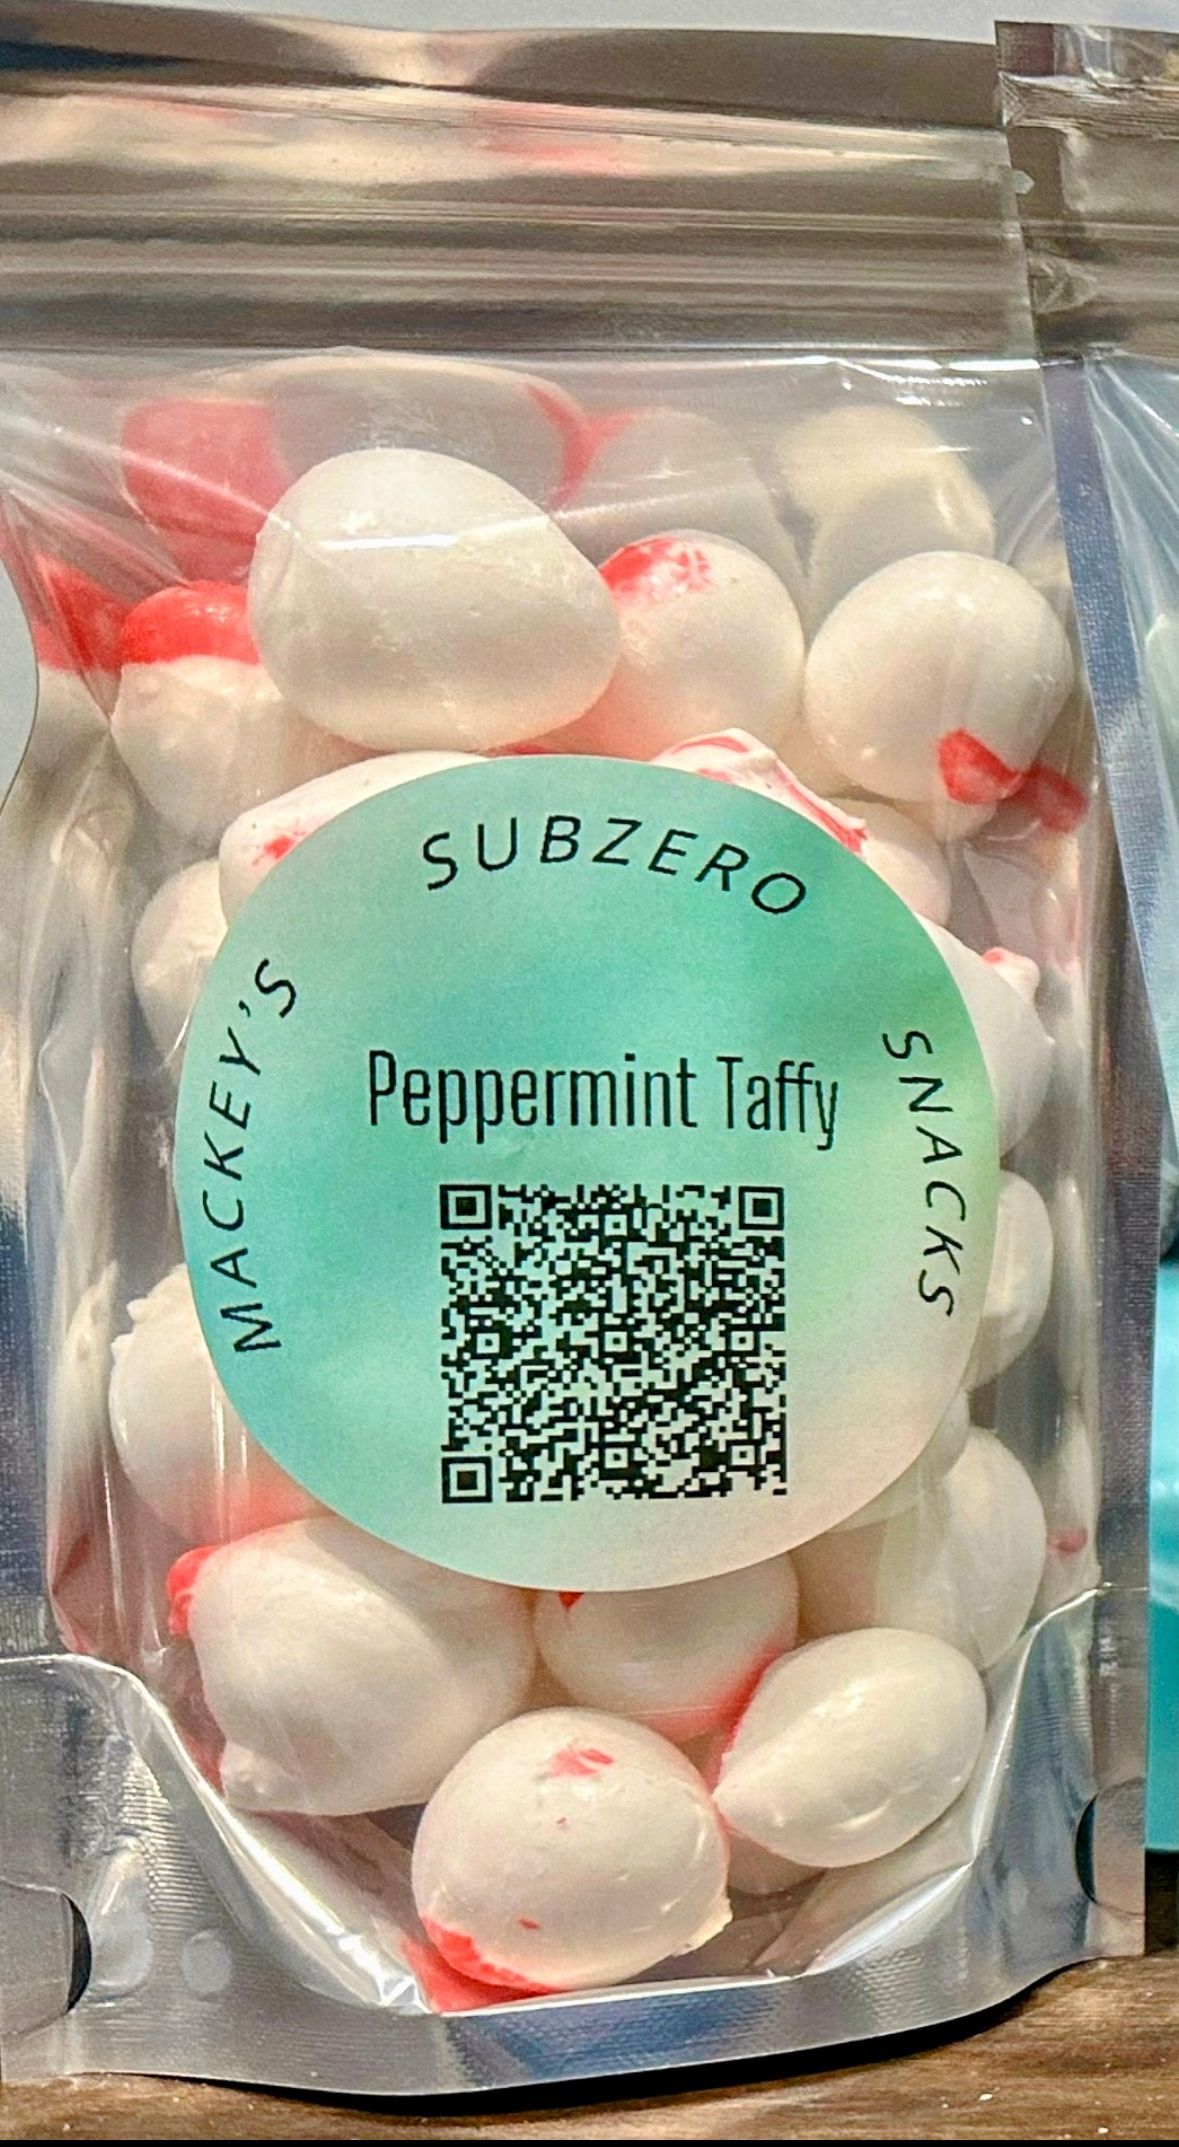 MACKEY'S
SUBZERO
SNACKS
Peppermint Taffy